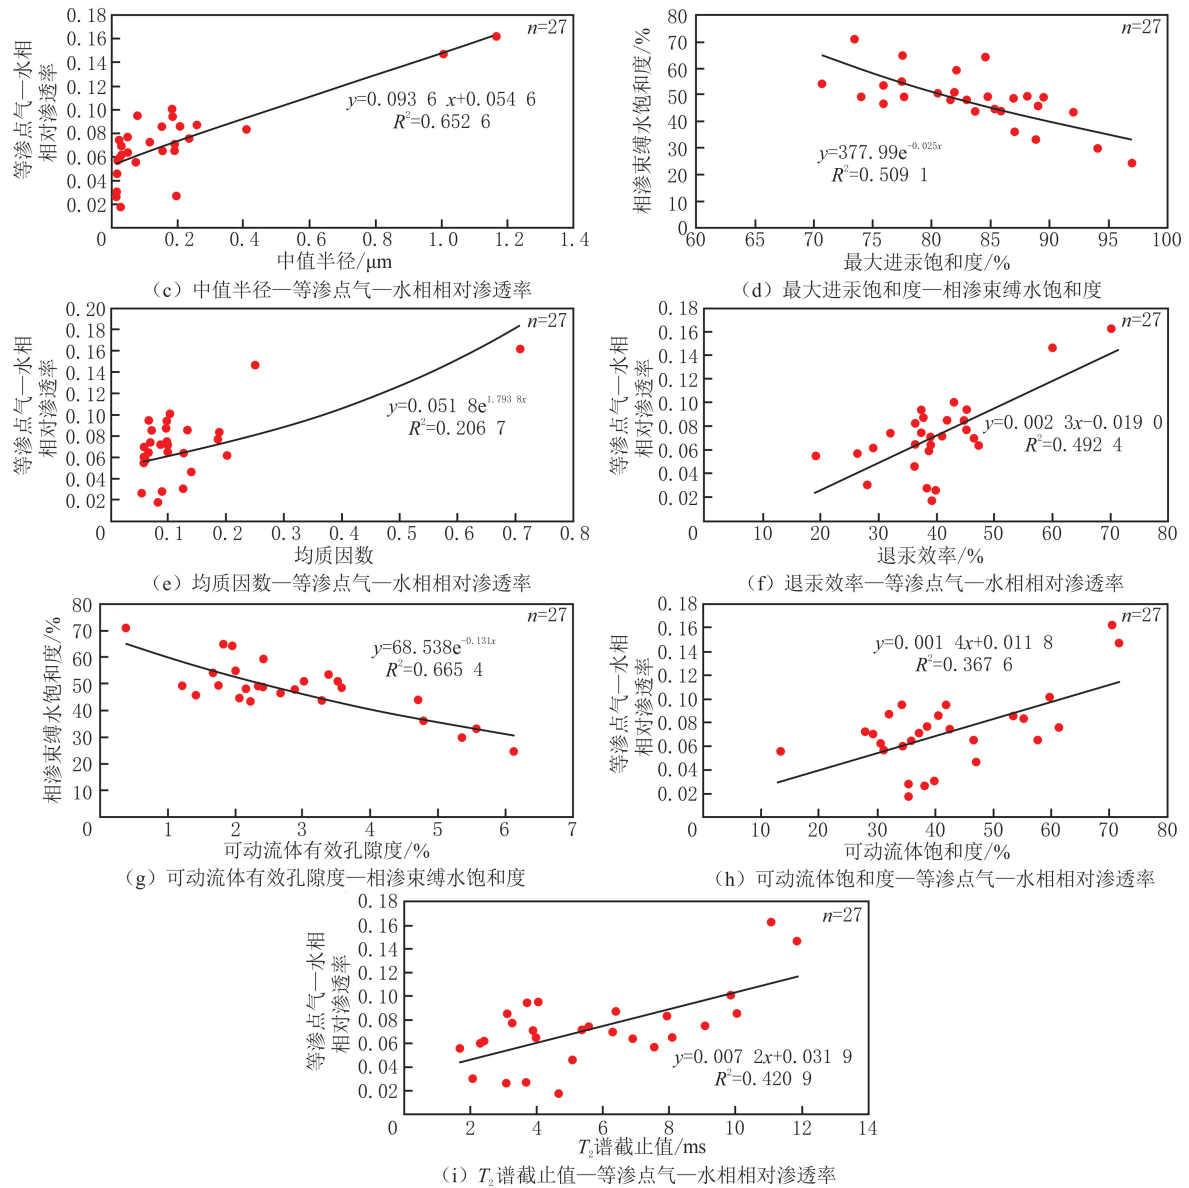 0.18
0.16
0.14
0.12
0.10
0.08
0.06
0.04
0.02
等渗点气—水相
相对渗透率
n=27
y=0.093 6 x+0.054 6
R²=0.652 6
0 0.2 0.4 0.6 0.8 1.0 1.2 1.4
中值半径/μm
(c) 中值半径—等渗点气—水相相对渗透率
80
70
60
50
40
30
20
10
0
相渗束缚水饱和度/%
n=27
y=377.99e^-0.025x
R²=0.509 1
60 65 70 75 80 85 90 95 100
最大进汞饱和度/%
(d) 最大进汞饱和度—相渗束缚水饱和度
0.20
0.18
0.16
0.14
0.12
0.10
0.08
0.06
0.04
0.02
等渗点气—水相
相对渗透率
n=27
y=0.051 8e^1.793 8x
R²=0.206 7
0 0.1 0.2 0.3 0.4 0.5 0.6 0.7 0.8
均质因数
(e) 均质因数—等渗点气—水相相对渗透率
0.18
0.16
0.14
0.12
0.10
0.08
0.06
0.04
0.02
等渗点气—水相
相对渗透率
n=27
y=0.002 3x−0.019 0
R²=0.492 4
0 10 20 30 40 50 60 70 80
退汞效率/%
(f) 退汞效率—等渗点气—水相相对渗透率
80
70
60
50
40
30
20
10
相渗束缚水饱和度/%
n=27
y=68.538e^-0.131x
R²=0.665 4
0 1 2 3 4 5 6 7
可动流体有效孔隙度/%
(g) 可动流体有效孔隙度—相渗束缚水饱和度
0.18
0.16
0.14
0.12
0.10
0.08
0.06
0.04
0.02
等渗点气—水相
相对渗透率
n=27
y=0.001 4x+0.011 8
R²=0.367 6
0 10 20 30 40 50 60 70 80
可动流体饱和度/%
(h) 可动流体饱和度—等渗点气—水相相对渗透率
0.18
0.16
0.14
0.12
0.10
0.08
0.06
0.04
0.02
等渗点气—水相
相对渗透率
n=27
y=0.007 2x+0.031 9
R²=0.420 9
0 2 4 6 8 10 12 14
T₂谱截止值/ms
(i) T₂谱截止值—等渗点气—水相相对渗透率